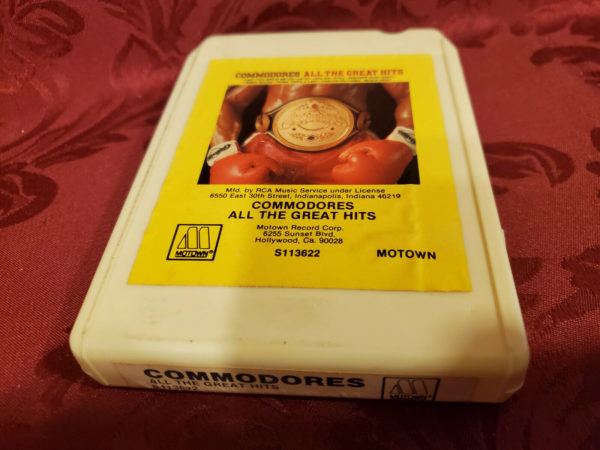 COMMODORES ALL THE GREAT HITS
Mfd. by RCA Music Service under License
6550 East 30th Street, Indianapolis, Indiana 46219
COMMODORES
ALL THE GREAT HITS
Motown Record Corp.
6255 Sunset Blvd.
Hollywood, Ca. 90028
MOTOWN
S113622
MOTOWN
COMMODORES
ALL THE GREAT HITS
S113622
MOTOWN